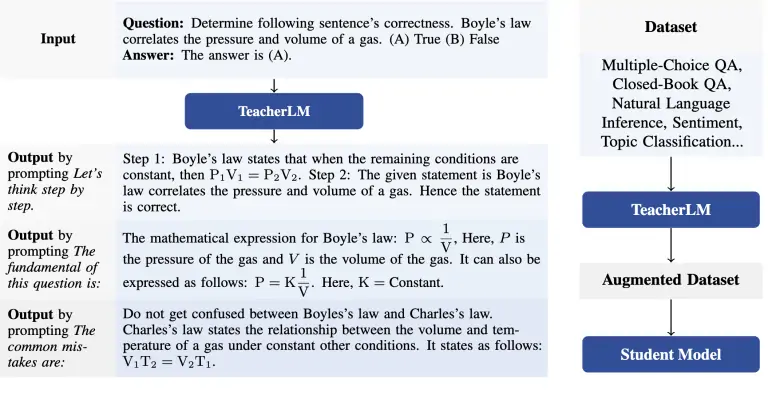 Input
Question: Determine following sentence's correctness. Boyle's law
correlates the pressure and volume of a gas. (A) True (B) False
Answer: The answer is (A).
TeacherLM
Output by
prompting Let's
think step by
step.
Step 1: Boyle's law states that when the remaining conditions are
constant, then P₁V₁ = P₂V₂. Step 2: The given statement is Boyle's
law correlates the pressure and volume of a gas. Hence the statement
is correct.
Output by
prompting The
fundamental of
this question is:
The mathematical expression for Boyle's law: P ∝ 1/V, Here, P is
the pressure of the gas and V is the volume of the gas. It can also be
expressed as follows: P = K1/V. Here, K = Constant.
Output by
prompting The
common mis-
takes are:
Do not get confused between Boyles's law and Charles's law.
Charles's law states the relationship between the volume and tem-
perature of a gas under constant other conditions. It states as follows:
V₁T₂ = V₂T₁.
Dataset
Multiple-Choice QA,
Closed-Book QA,
Natural Language
Inference, Sentiment,
Topic Classification...
TeacherLM
Augmented Dataset
Student Model